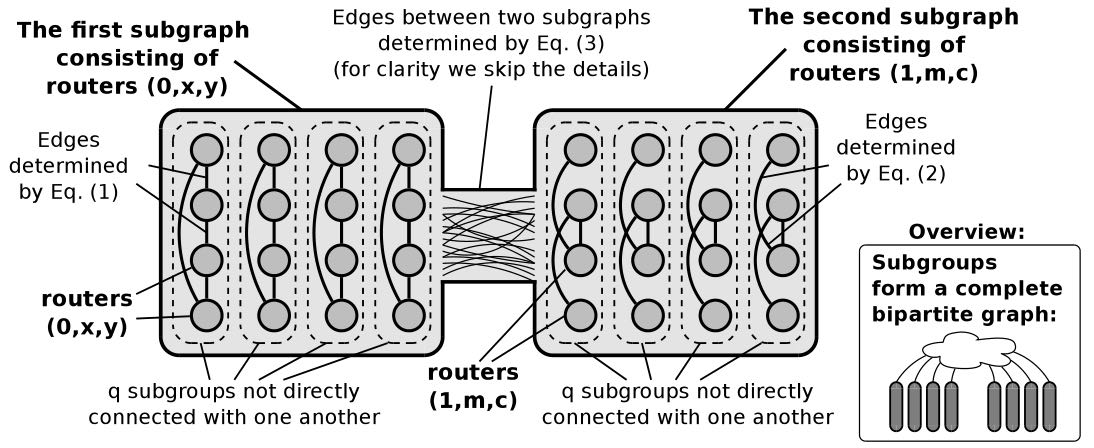 The first subgraph
consisting of
routers (0,x,y)
Edges between two subgraphs
determined by Eq. (3)
(for clarity we skip the details)
The second subgraph
consisting of
routers (1,m,c)
Edges
determined
by Eq. (1)
Edges
determined
by Eq. (2)
routers
(0,x,y)
routers
(1,m,c)
q subgroups not directly
connected with one another
q subgroups not directly
connected with one another
Overview:
Subgroups
form a complete
bipartite graph: